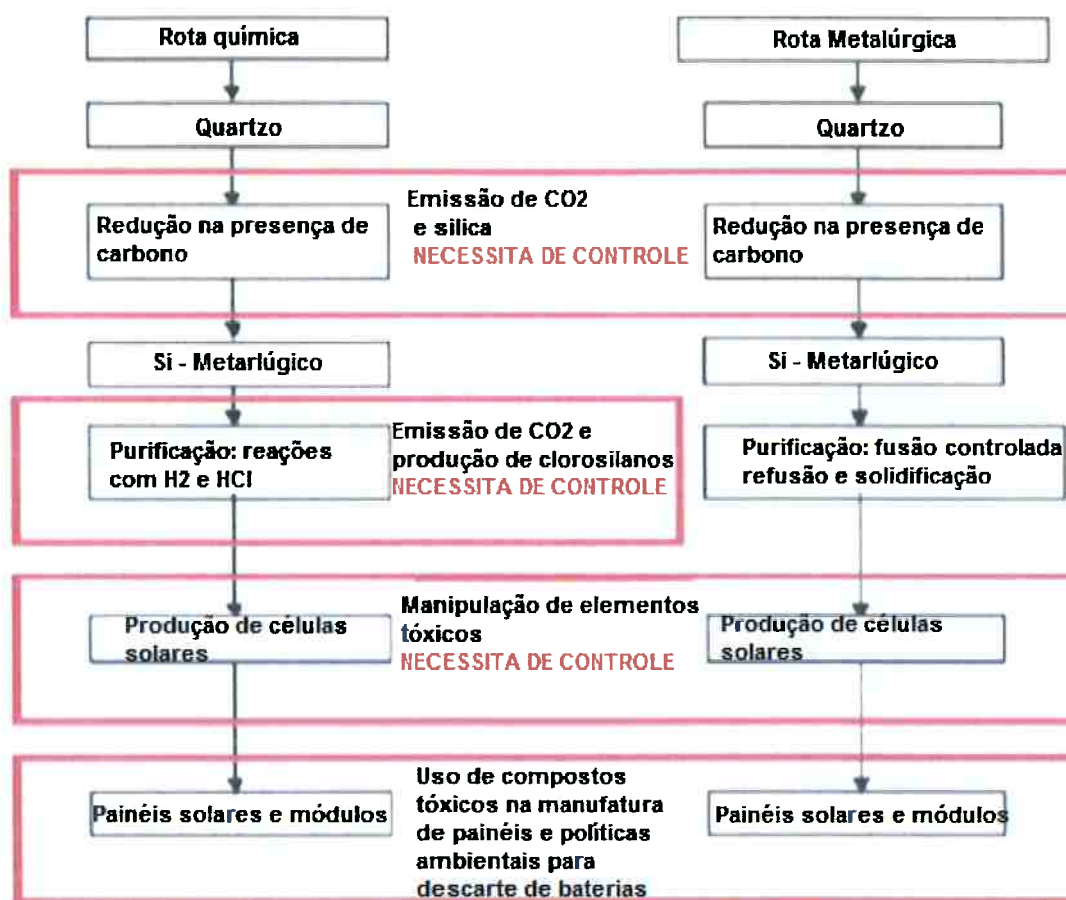 Rota química
Rota Metalúrgica
Quartzo
Quartzo
Emissão de CO2
e silica
NECESSITA DE CONTROLE
Redução na presença de
carbono
Redução na presença de
carbono
Si - Metarlúgico
Si - Metarlúgico
Purificação: reações
com H2 e HCl
Emissão de CO2 e
produção de clorosilanos
NECESSITA DE CONTROLE
Purificação: fusão controlada
refusão e solidificação
Produção de células
solares
Manipulação de elementos
tóxicos
NECESSITA DE CONTROLE
Produção de células
solares
Painéis solares e módulos
Uso de compostos
tóxicos na manufatura
de painéis e políticas
ambientais para
descarte de baterias
Painéis solares e módulos